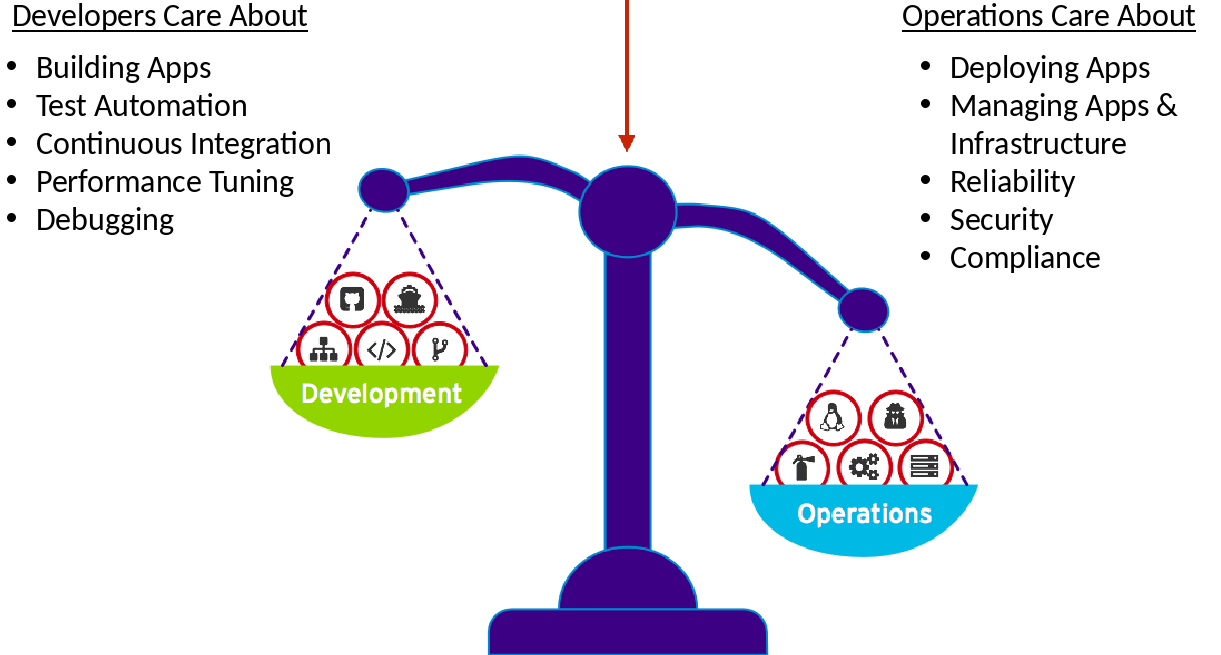 Developers Care About
• Building Apps
• Test Automation
• Continuous Integration
• Performance Tuning
• Debugging
Operations Care About
• Deploying Apps
• Managing Apps &
Infrastructure
• Reliability
• Security
• Compliance
</>
Development
Operations